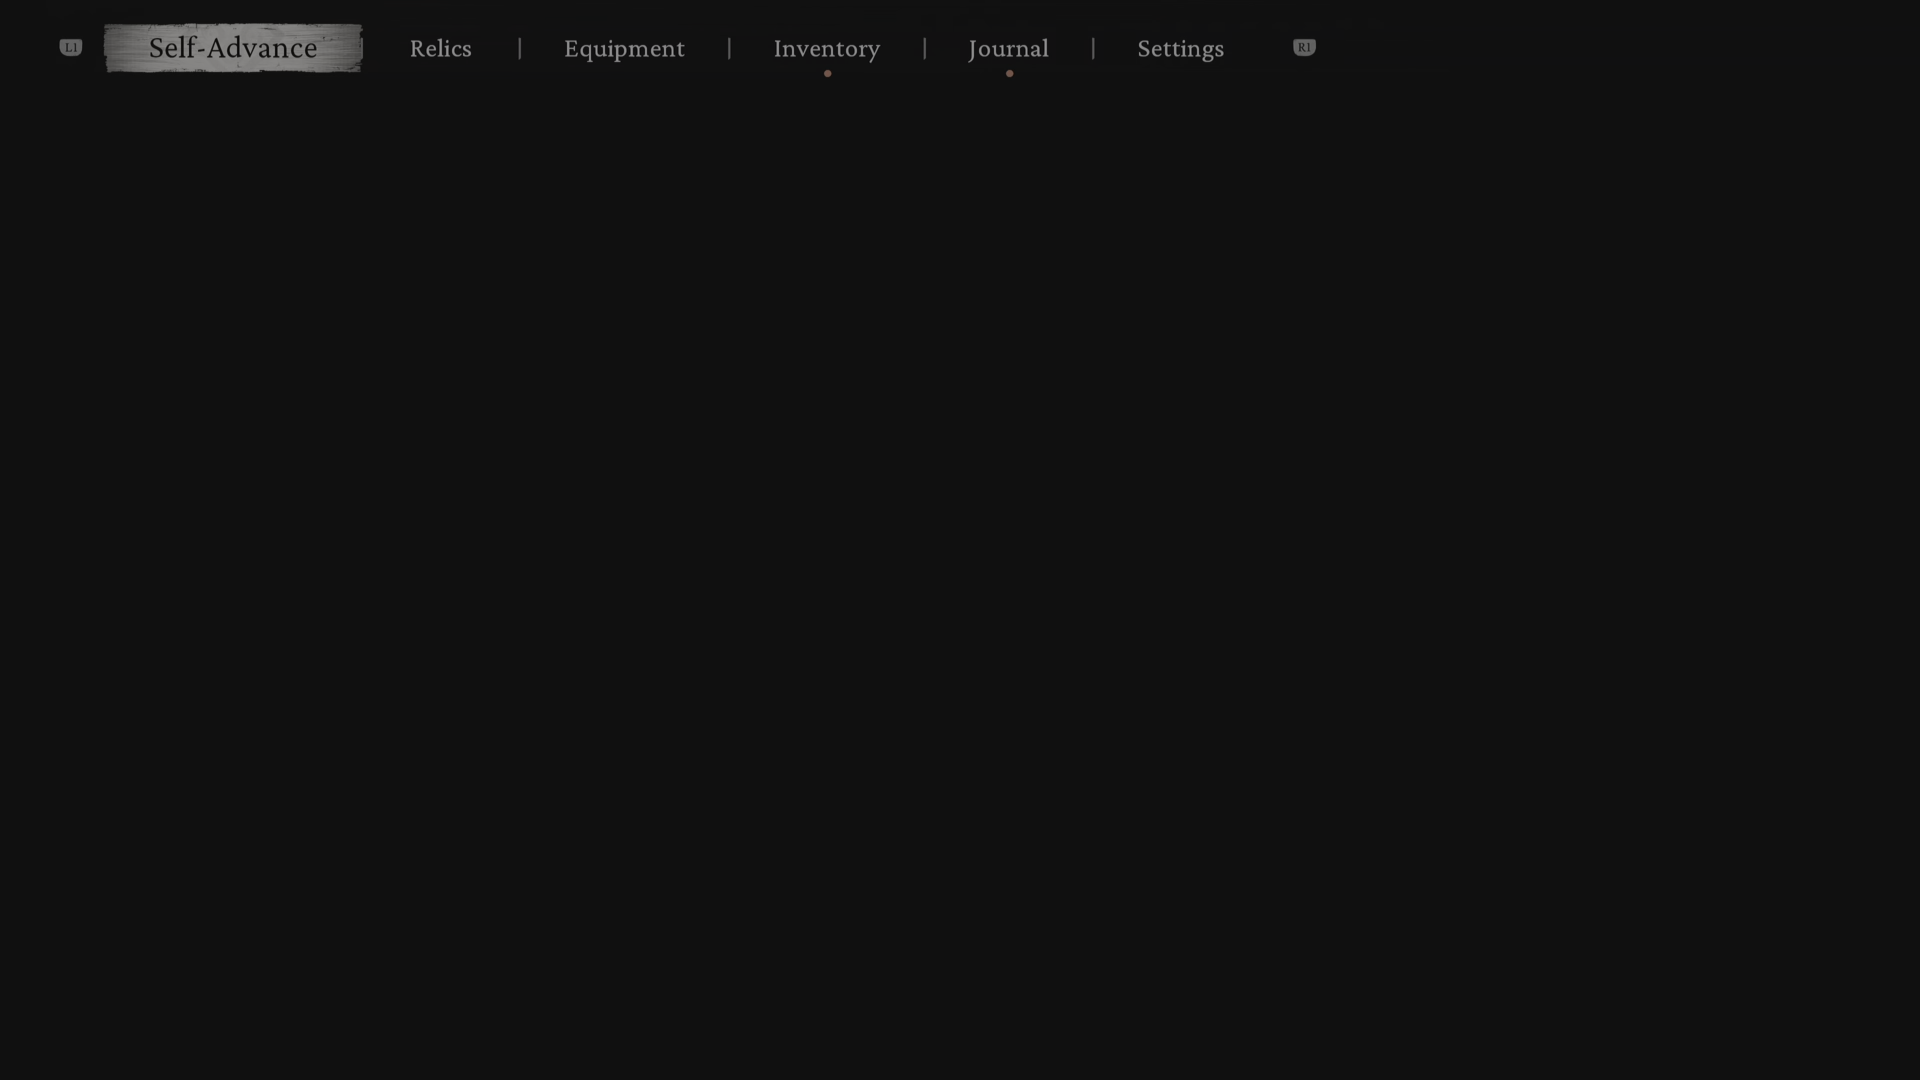 L1 Self-Advance Relics | Equipment | Inventory | Journal | Settings R1